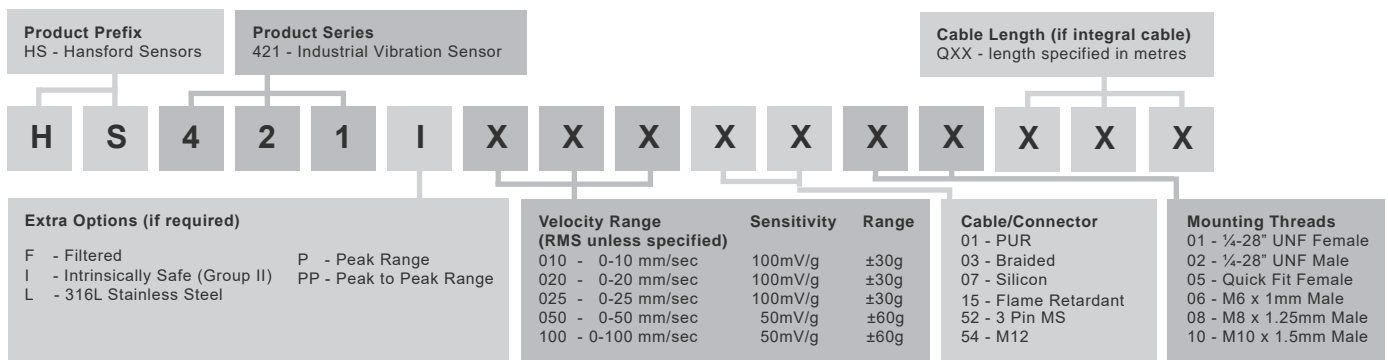 Product Prefix
HS - Hansford Sensors
Product Series
421 - Industrial Vibration Sensor
Cable Length (if integral cable)
QXX - length specified in metres
H S 4 2 1 I X X X X X X X X X X
Extra Options (if required)
F - Filtered
I - Intrinsically Safe (Group II)
L - 316L Stainless Steel
P - Peak Range
PP - Peak to Peak Range
Velocity Range Sensitivity Range
(RMS unless specified)
010 - 0-10 mm/sec 100mV/g ±30g
020 - 0-20 mm/sec 100mV/g ±30g
025 - 0-25 mm/sec 100mV/g ±30g
050 - 0-50 mm/sec 50mV/g ±60g
100 - 0-100 mm/sec 50mV/g ±60g
Cable/Connector
01 - PUR
03 - Braided
07 - Silicon
15 - Flame Retardant
52 - 3 Pin MS
54 - M12
Mounting Threads
01 - ¼-28” UNF Female
02 - ¼-28” UNF Male
05 - Quick Fit Female
06 - M6 x 1mm Male
08 - M8 x 1.25mm Male
10 - M10 x 1.5mm Male